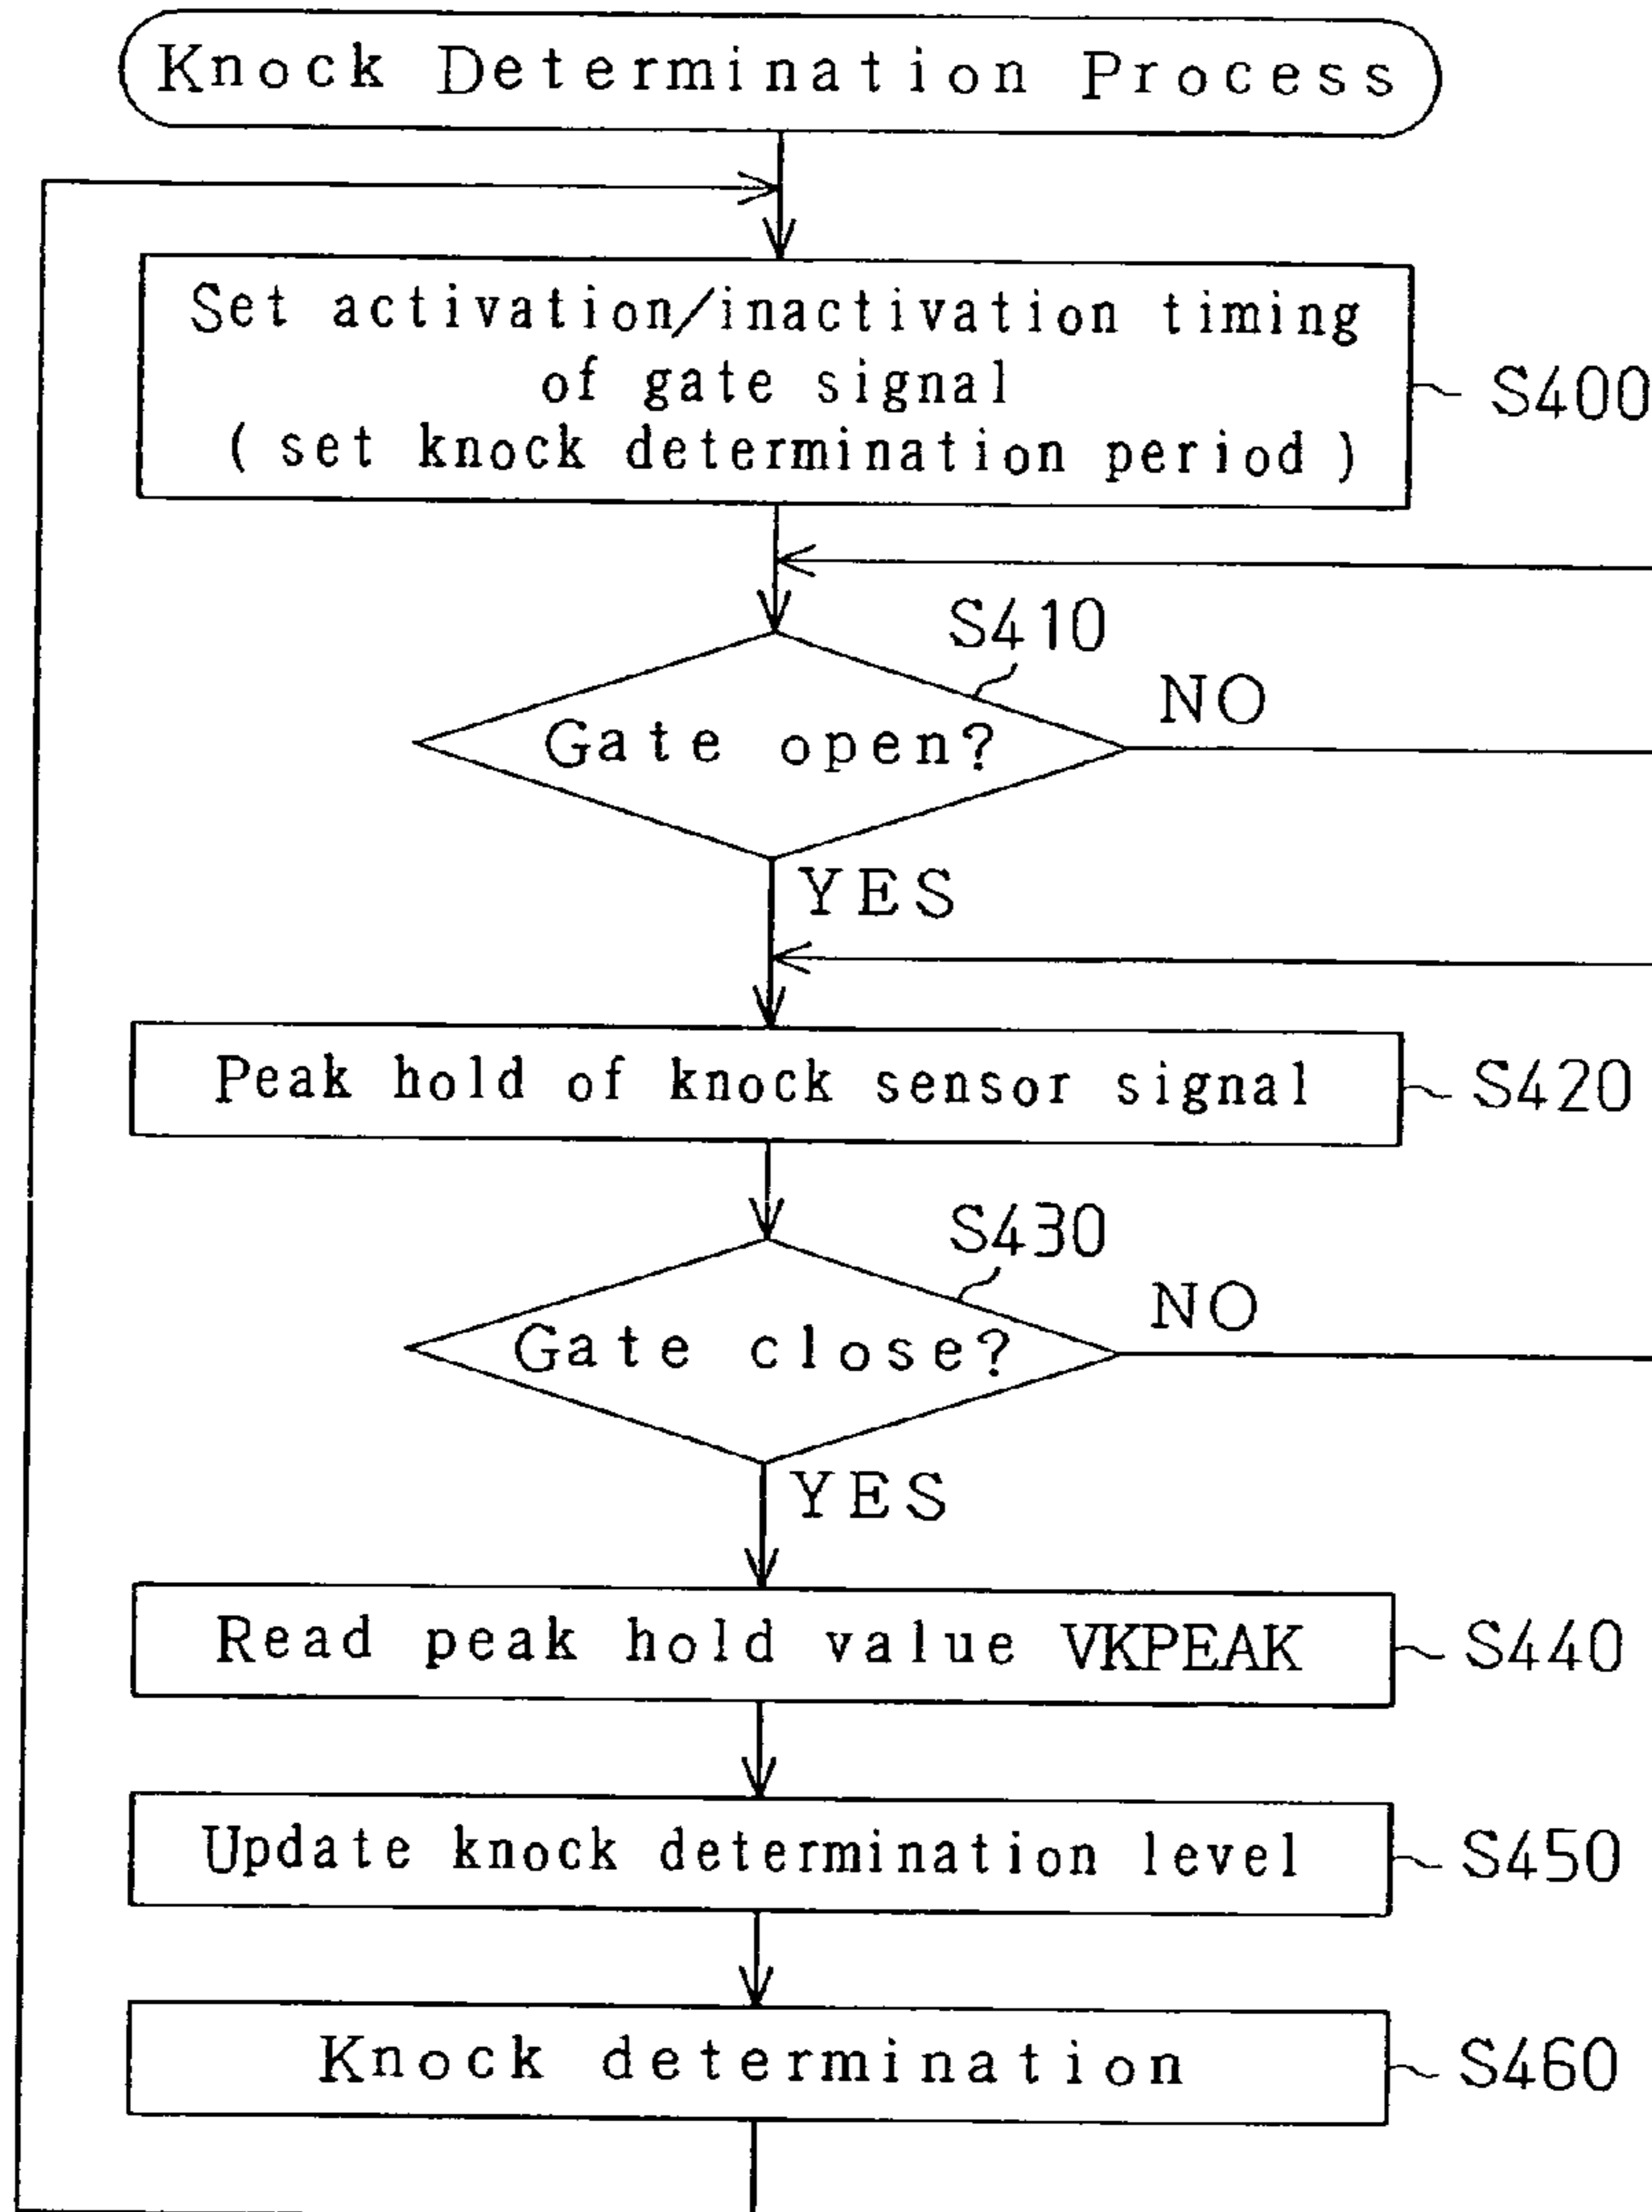 Knock Determination Process
Set activation/inactivation timing
of gate signal
( set knock determination period )
S400
S410
Gate open?
NO
YES
Peak hold of knock sensor signal
S420
S430
Gate close?
NO
YES
Read peak hold value VKPEAK
S440
Update knock determination level
S450
Knock determination
S460